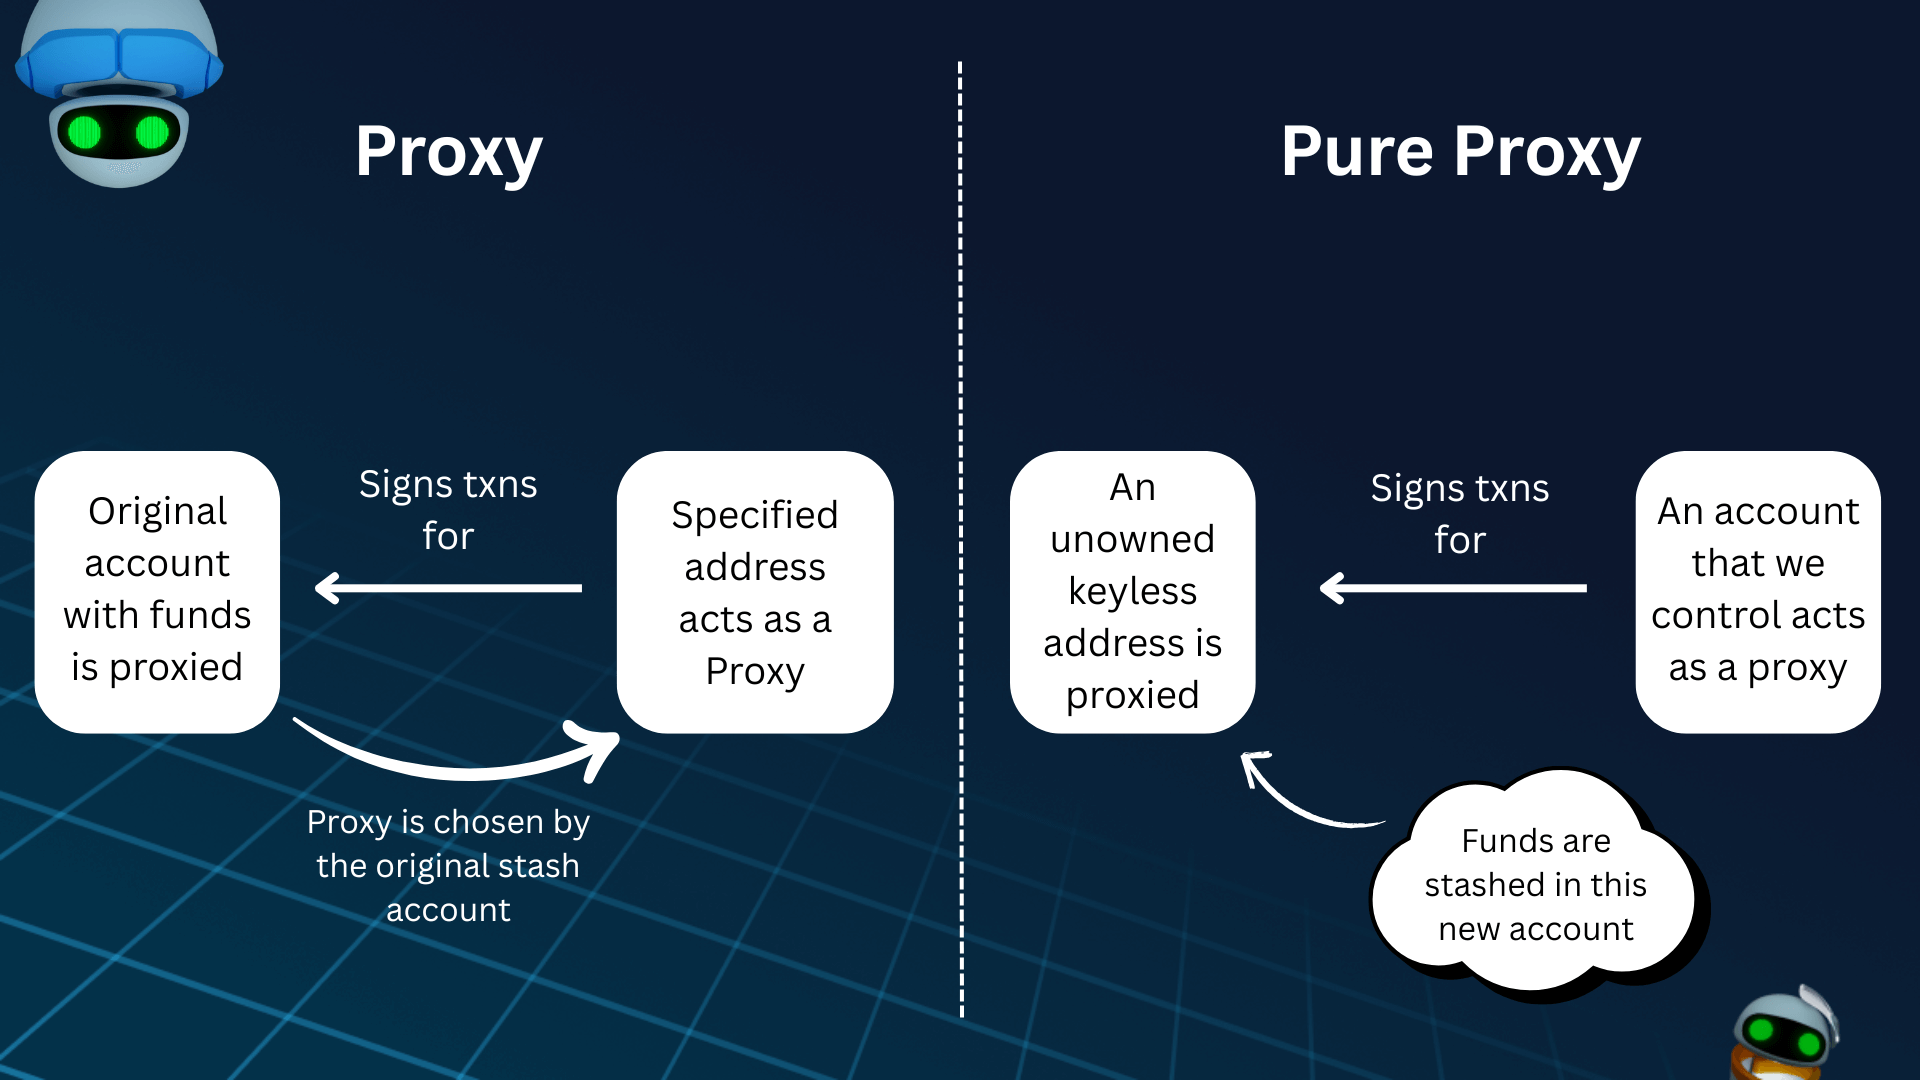 Proxy
Original
account
with funds
is proxied
Signs txns
for
Specified
address
acts as a
Proxy
Proxy is chosen by
the original stash
account
Pure Proxy
An
unowned
keyless
address is
proxied
Signs txns
for
An account
that we
control acts
as a proxy
Funds are
stashed in this
new account